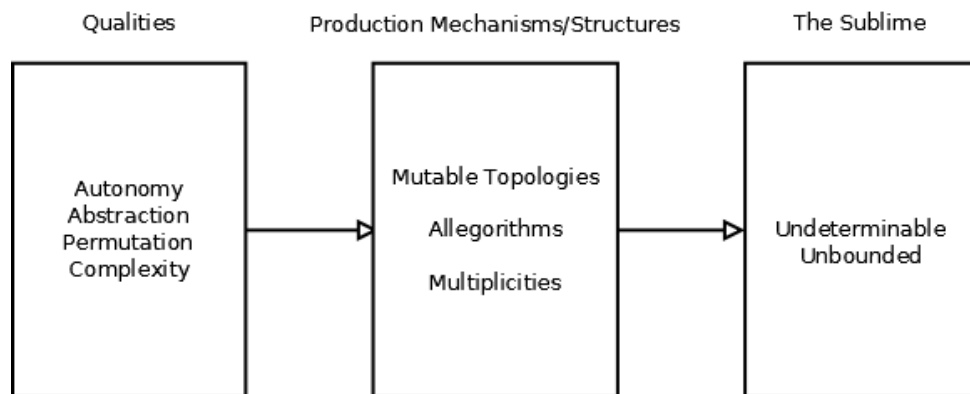 Qualities
Production Mechanisms/Structures
The Sublime
Autonomy
Abstraction
Permutation
Complexity
Mutable Topologies
Allegorithms
Multiplicities
Undeterminable
Unbounded